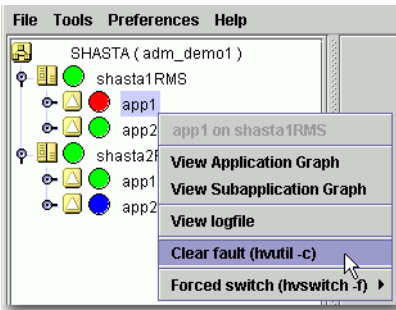 File Tools Preferences Help
SHASTA ( adm_demo1 )
shasta1RMS
app1
app2
app1 on shasta1RMS
View Application Graph
shasta2
app1
View Subapplication Graph
app2
View logfile
Clear fault (hvutil -c)
Forced switch (hvswitch -f)